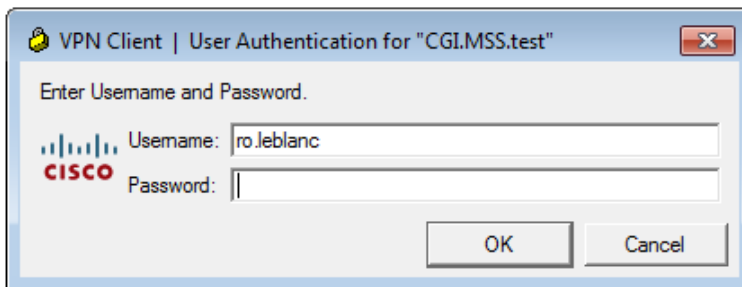 VPN Client | User Authentication for "CGI.MSS.test"
Enter Username and Password.
Username: ro.leblanc
CISCO
Password:
OK Cancel